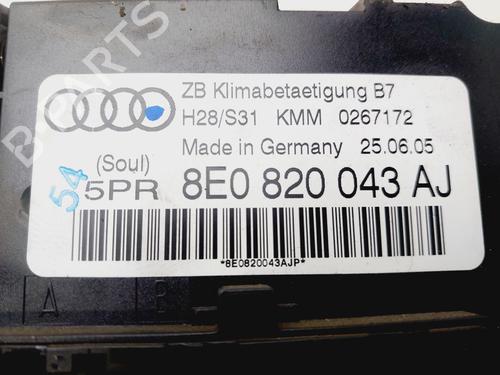 ZB Klimabetaetigung B7
H28/S31 KMM 0267172
Made in Germany 25.06.05
(Soul)
54
5PR 8E0 820 043 AJ
*8E0820043AJP*
A B
B-PARTS